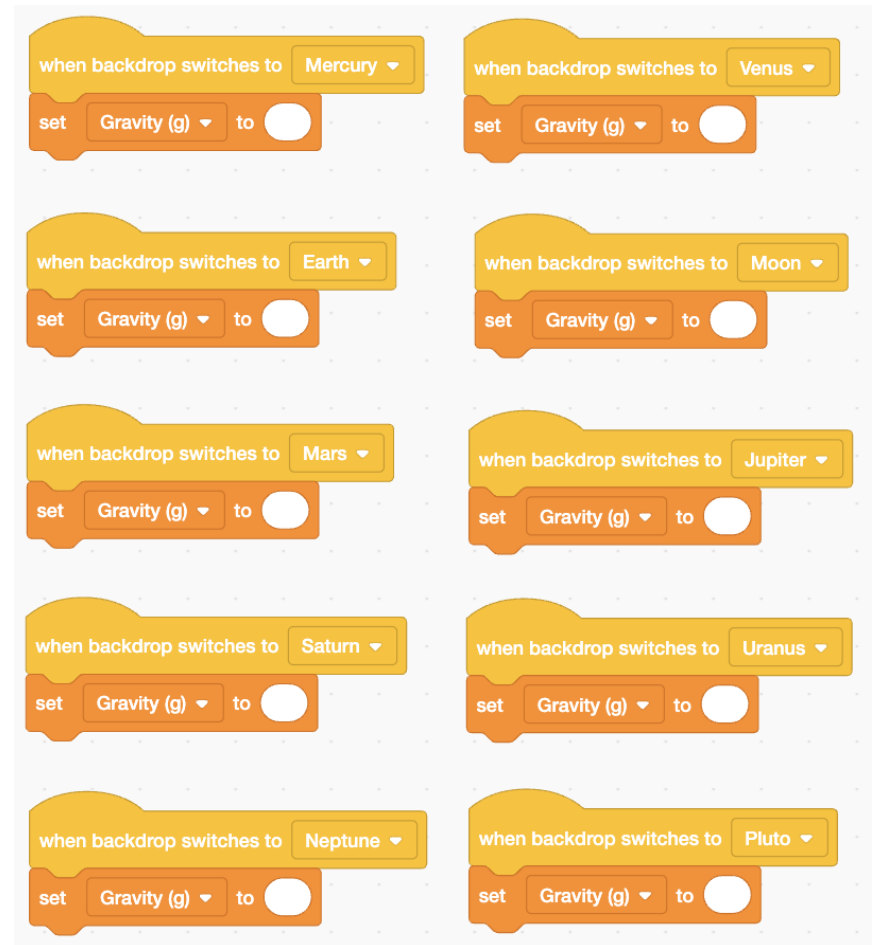 when backdrop switches to Mercury
set Gravity (g) to
when backdrop switches to Venus
set Gravity (g) to
when backdrop switches to Earth
set Gravity (g) to
when backdrop switches to Moon
set Gravity (g) to
when backdrop switches to Mars
set Gravity (g) to
when backdrop switches to Jupiter
set Gravity (g) to
when backdrop switches to Saturn
set Gravity (g) to
when backdrop switches to Uranus
set Gravity (g) to
when backdrop switches to Neptune
set Gravity (g) to
when backdrop switches to Pluto
set Gravity (g) to